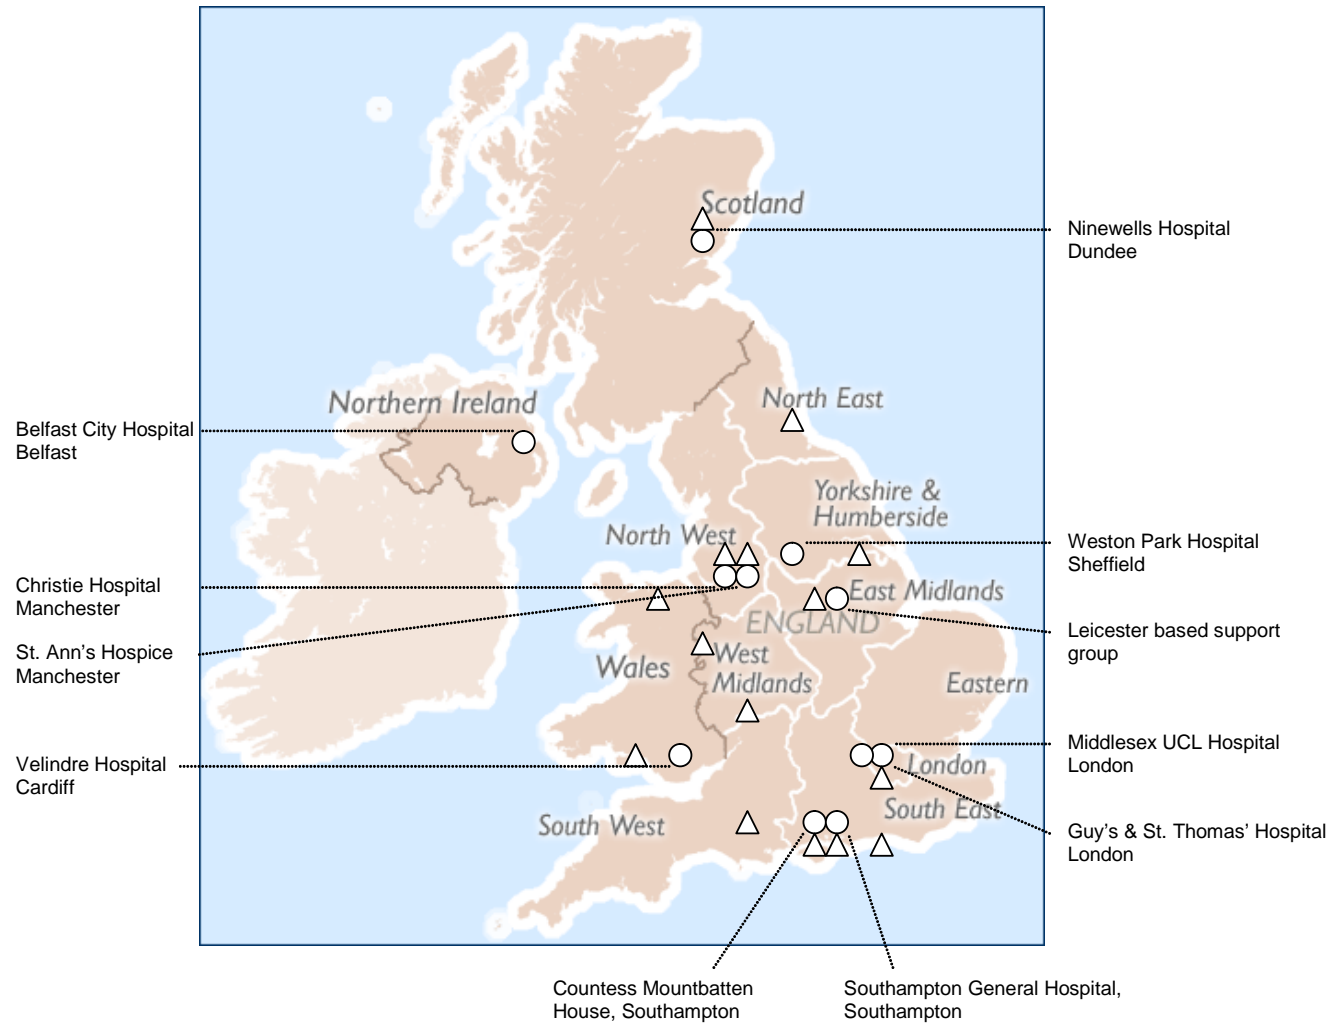 Scotland
Ninewells Hospital
Dundee
Northern Ireland
North East
Belfast City Hospital
Belfast
Yorkshire &
Humberside
North West
Weston Park Hospital
Sheffield
Christie Hospital
Manchester
East Midlands
ENGLAND
Leicester based support
group
St. Ann's Hospice
Manchester
Wales
West
Midlands
Eastern
Middlesex UCL Hospital
London
Velindre Hospital
Cardiff
London
South East
South West
Guy's & St. Thomas' Hospital
London
Countess Mountbatten
House, Southampton
Southampton General Hospital,
Southampton